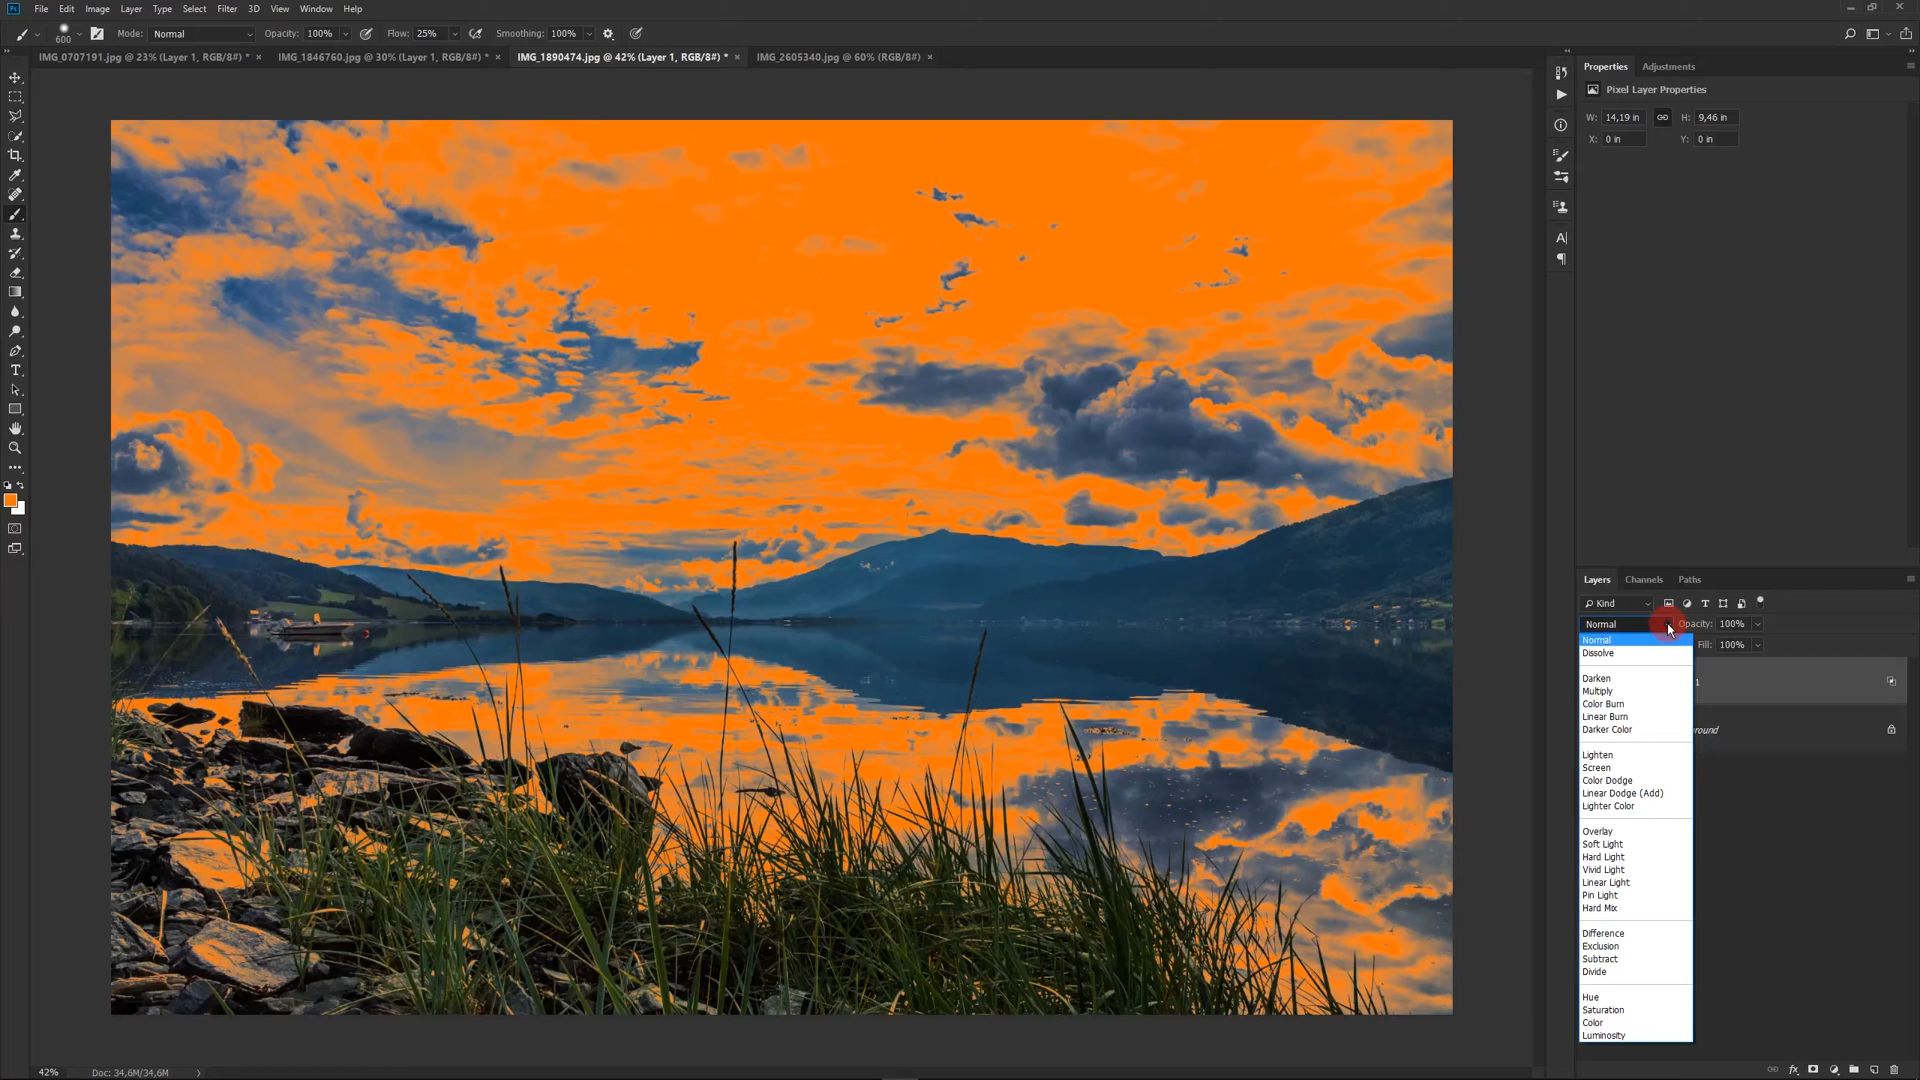 Ps File Edit Image Layer Type Select Filter 3D View Window Help
600 Mode: Normal Opacity: 100% Flow: 25% Smoothing: 100%
IMG_0707191.jpg @ 23% (Layer 1, RGB/8#) * × IMG_1846760.jpg @ 30% (Layer 1, RGB/8#) * × IMG_1890474.jpg @ 42% (Layer 1, RGB/8#) * × IMG_2605340.jpg @ 60% (RGB/8#) ×
Properties Adjustments
Pixel Layer Properties
W: 14,19 in H: 9,46 in
X: 0 in Y: 0 in
Layers Channels Paths
Kind
Normal Opacity: 100%
Normal
Fill: 100%
Dissolve
Darken
1
Multiply
Color Burn
Linear Burn
Darker Color
round
Lighten
Screen
Color Dodge
Linear Dodge (Add)
Lighter Color
Overlay
Soft Light
Hard Light
Vivid Light
Linear Light
Pin Light
Hard Mix
Difference
Exclusion
Subtract
Divide
Hue
Saturation
Color
Luminosity
42% Doc: 34,6M/34,6M